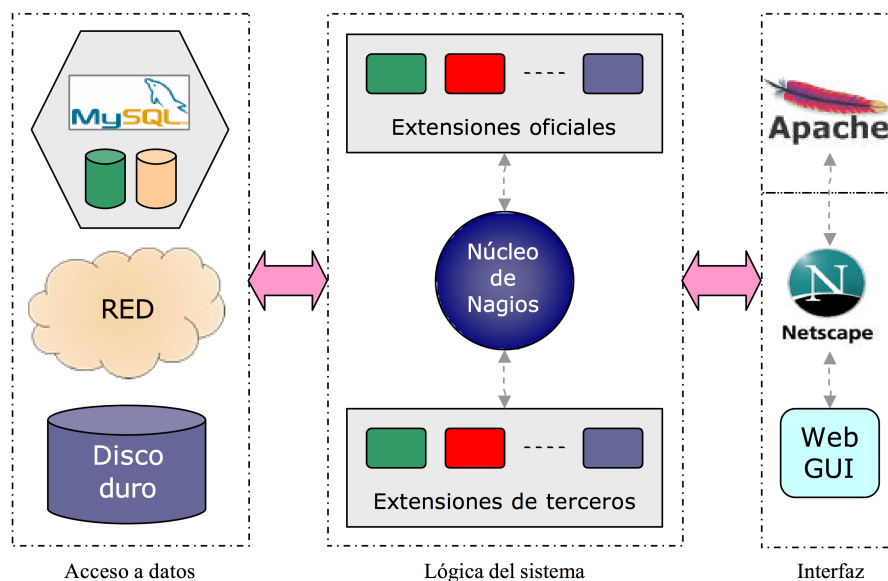 MySQL
RED
Disco
duro
Acceso a datos
Extensiones oficiales
Núcleo
de
Nagios
Extensiones de terceros
Lógica del sistema
Apache
N
Netscape
Web
GUI
Interfaz